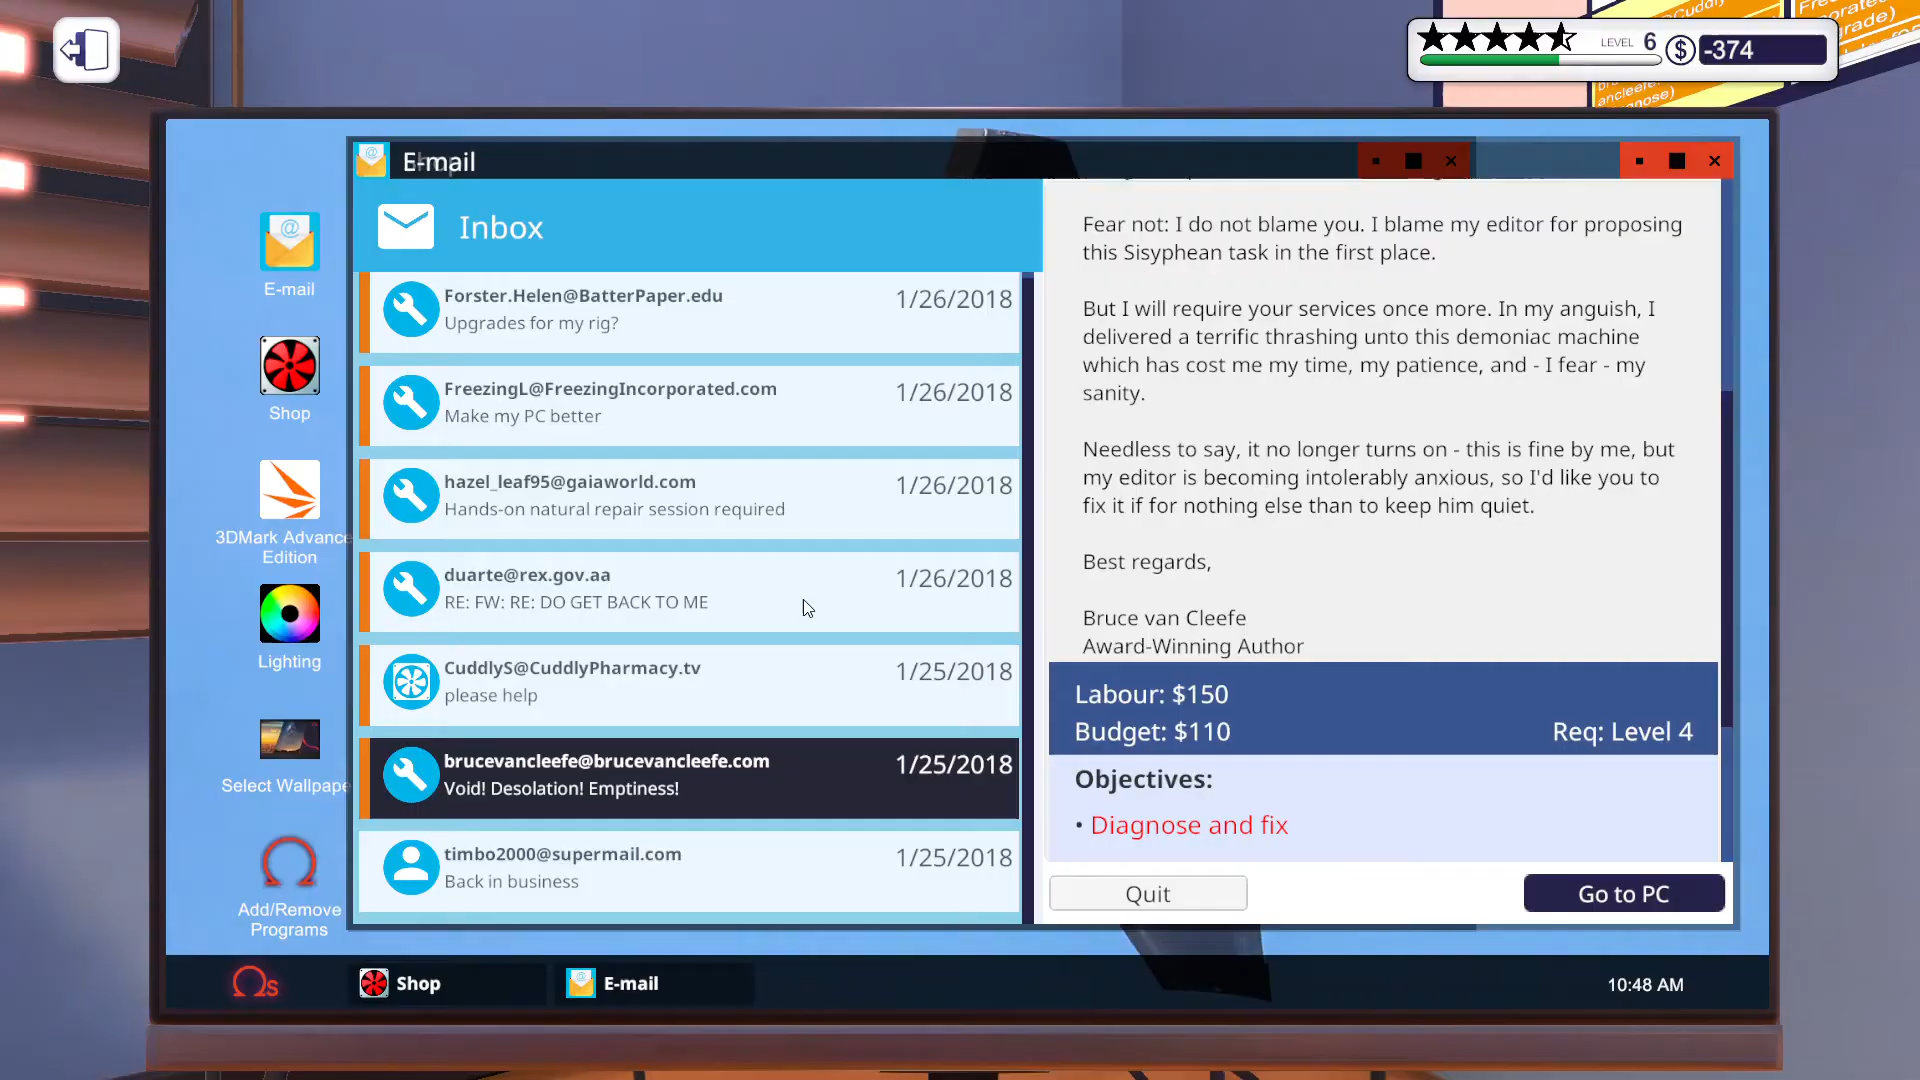 LEVEL 6 $ -374
E-mail
Inbox
Forster.Helen@BatterPaper.edu 1/26/2018
Upgrades for my rig?
FreezingL@FreezingIncorporated.com 1/26/2018
Make my PC better
hazel_leaf95@gaiaworld.com 1/26/2018
Hands-on natural repair session required
duarte@rex.gov.aa 1/26/2018
RE: FW: RE: DO GET BACK TO ME
CuddlyS@CuddlyPharmacy.tv 1/25/2018
please help
brucevancleefe@brucevancleefe.com 1/25/2018
Void! Desolation! Emptiness!
timbo2000@supermail.com 1/25/2018
Back in business
Fear not: I do not blame you. I blame my editor for proposing
this Sisyphean task in the first place.
But I will require your services once more. In my anguish, I
delivered a terrific thrashing unto this demoniac machine
which has cost me my time, my patience, and - I fear - my
sanity.
Needless to say, it no longer turns on - this is fine by me, but
my editor is becoming intolerably anxious, so I'd like you to
fix it if for nothing else than to keep him quiet.
Best regards,
Bruce van Cleefe
Award-Winning Author
Labour: $150
Budget: $110 Req: Level 4
Objectives:
• Diagnose and fix
Quit Go to PC
E-mail
Shop
3DMark Advance
Edition
Lighting
Select Wallpape
Add/Remove
Programs
Ωs Shop E-mail 10:48 AM